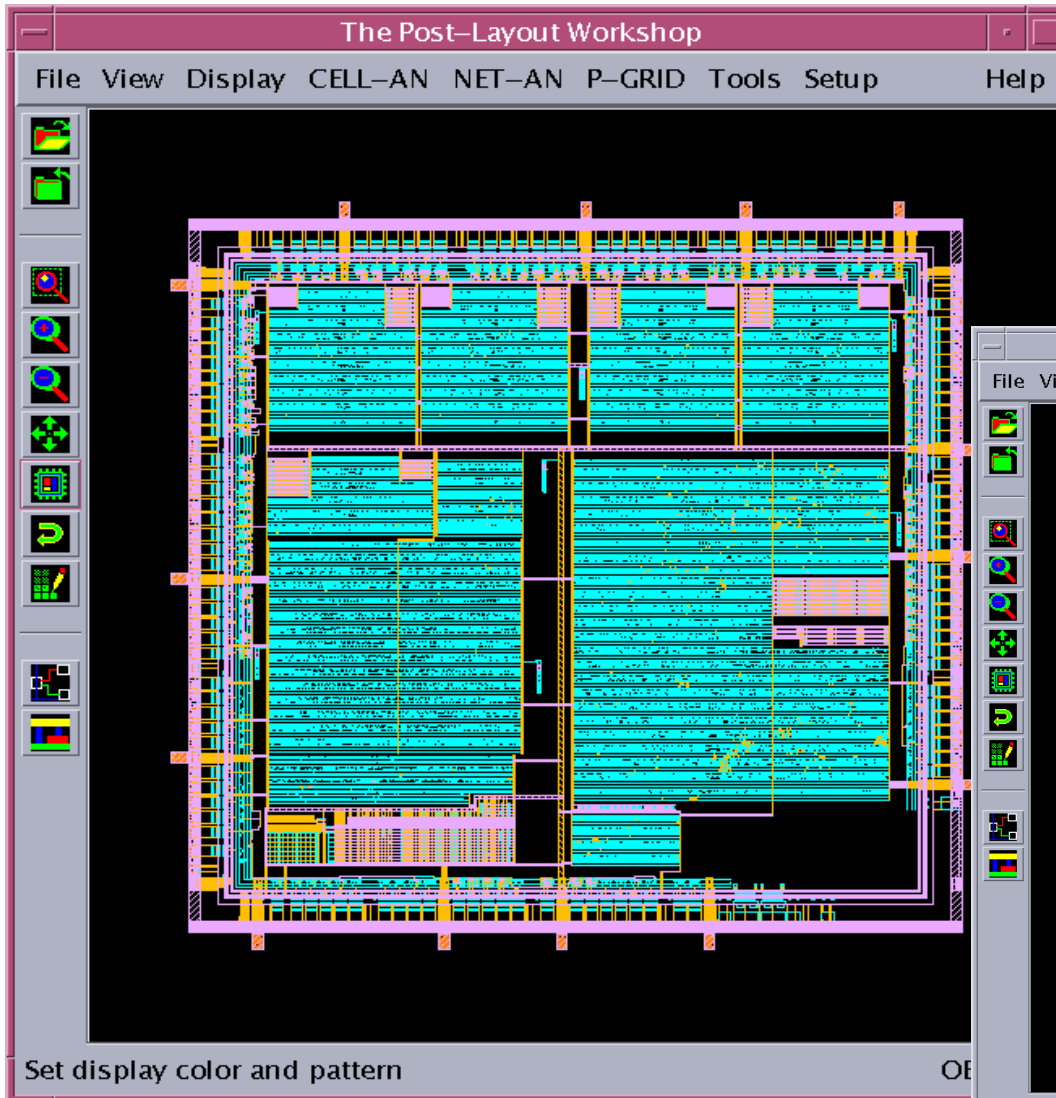 The Post–Layout Workshop
File View Display CELL–AN NET–AN P–GRID Tools Setup Help
File
Set display color and pattern